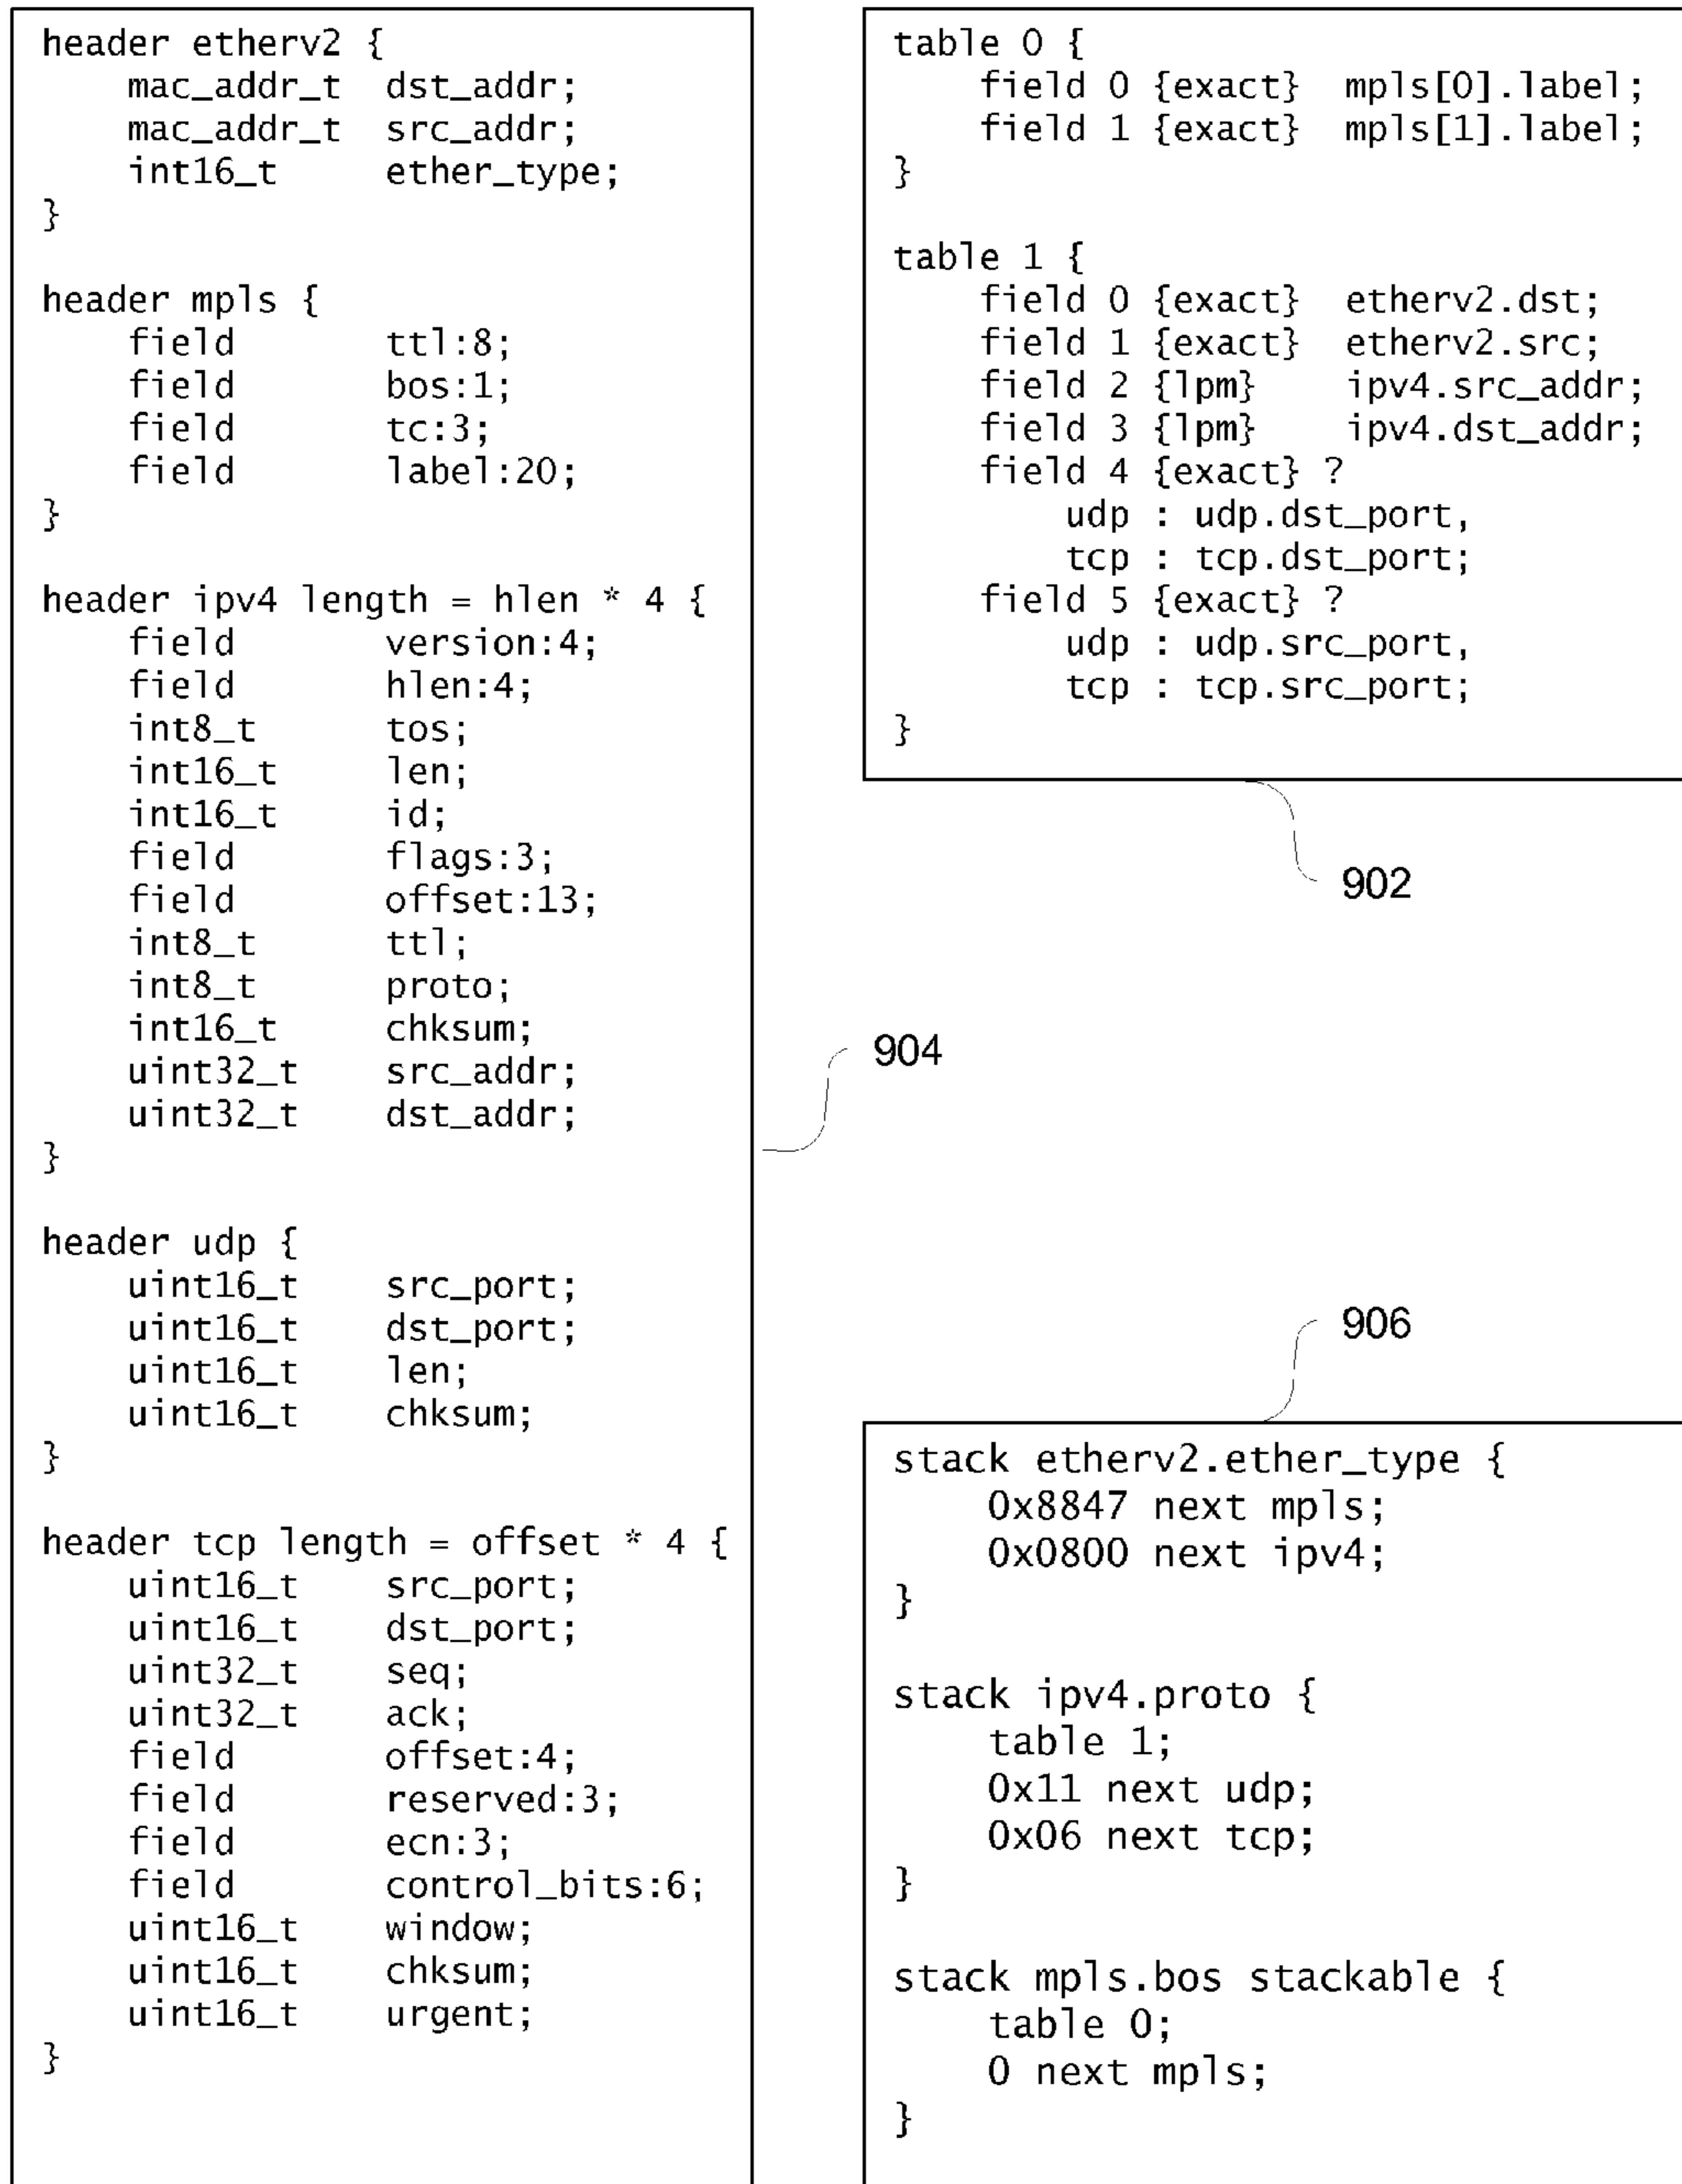 header etherv2 {
    mac_addr_t  dst_addr;
    mac_addr_t  src_addr;
    int16_t     ether_type;
}

header mpls {
    field       ttl:8;
    field       bos:1;
    field       tc:3;
    field       label:20;
}

header ipv4 length = hlen * 4 {
    field       version:4;
    field       hlen:4;
    int8_t      tos;
    int16_t     len;
    int16_t     id;
    field       flags:3;
    field       offset:13;
    int8_t      ttl;
    int8_t      proto;
    int16_t     chksum;
    uint32_t    src_addr;
    uint32_t    dst_addr;
}

header udp {
    uint16_t    src_port;
    uint16_t    dst_port;
    uint16_t    len;
    uint16_t    chksum;
}

header tcp length = offset * 4 {
    uint16_t    src_port;
    uint16_t    dst_port;
    uint32_t    seq;
    uint32_t    ack;
    field       offset:4;
    field       reserved:3;
    field       ecn:3;
    field       control_bits:6;
    uint16_t    window;
    uint16_t    chksum;
    uint16_t    urgent;
}
904

table 0 {
    field 0 {exact}  mpls[0].label;
    field 1 {exact}  mpls[1].label;
}

table 1 {
    field 0 {exact}  etherv2.dst;
    field 1 {exact}  etherv2.src;
    field 2 {lpm}    ipv4.src_addr;
    field 3 {lpm}    ipv4.dst_addr;
    field 4 {exact} ?
        udp : udp.dst_port,
        tcp : tcp.dst_port;
    field 5 {exact} ?
        udp : udp.src_port,
        tcp : tcp.src_port;
}
902

906
stack etherv2.ether_type {
    0x8847 next mpls;
    0x0800 next ipv4;
}

stack ipv4.proto {
    table 1;
    0x11 next udp;
    0x06 next tcp;
}

stack mpls.bos stackable {
    table 0;
    0 next mpls;
}